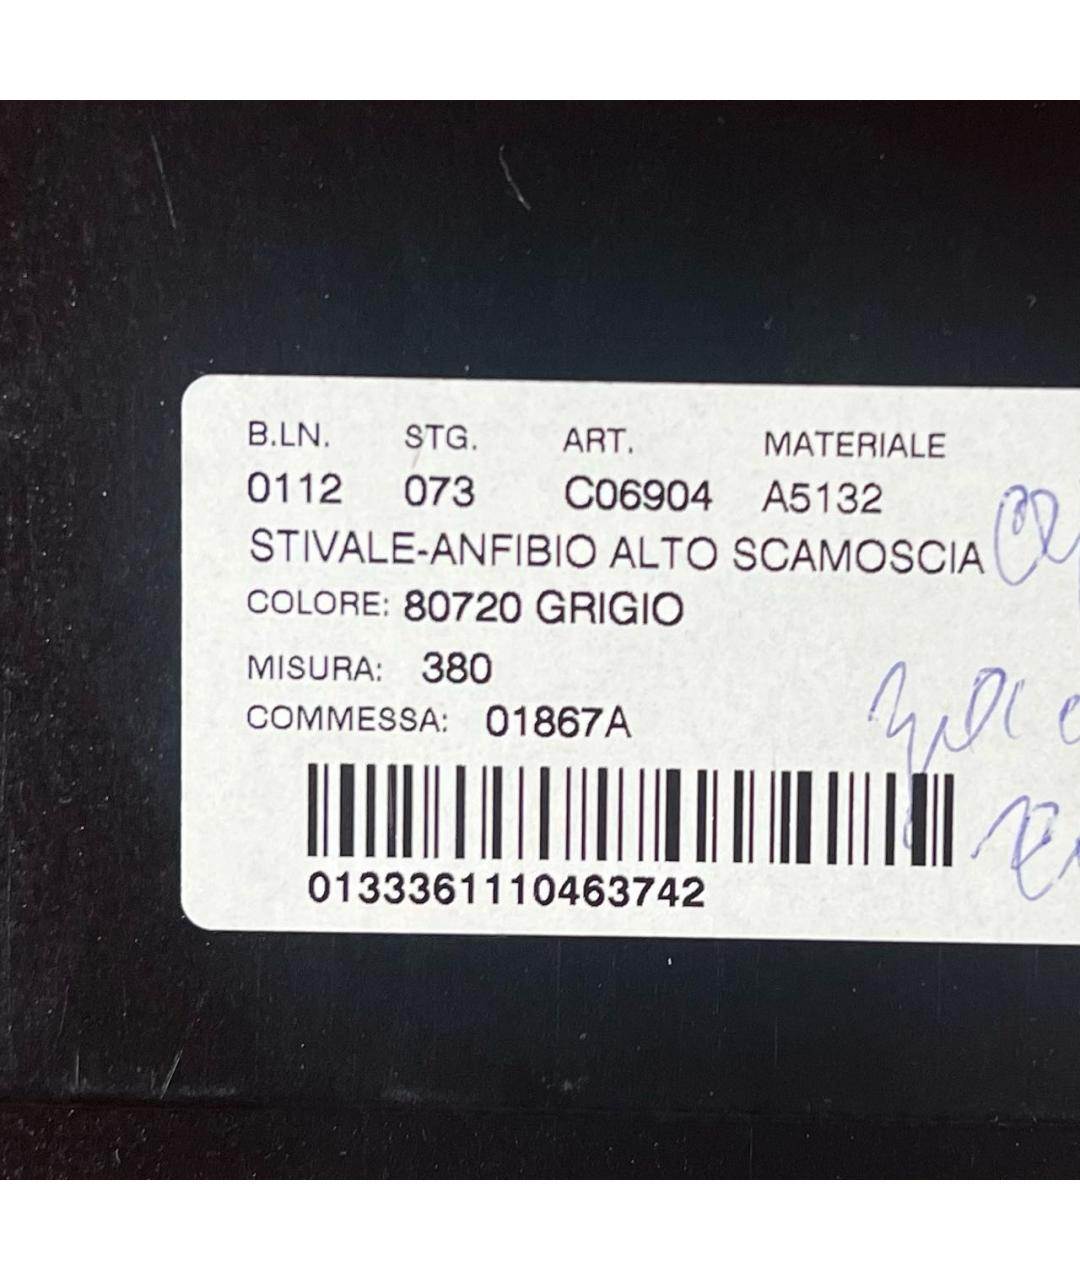 B.LN. STG. ART. MATERIALE
0112 073 C06904 A5132
STIVALE-ANFIBIO ALTO SCAMOSCIA
COLORE: 80720 GRIGIO
MISURA: 380
COMMESSA: 01867A
0133361110463742